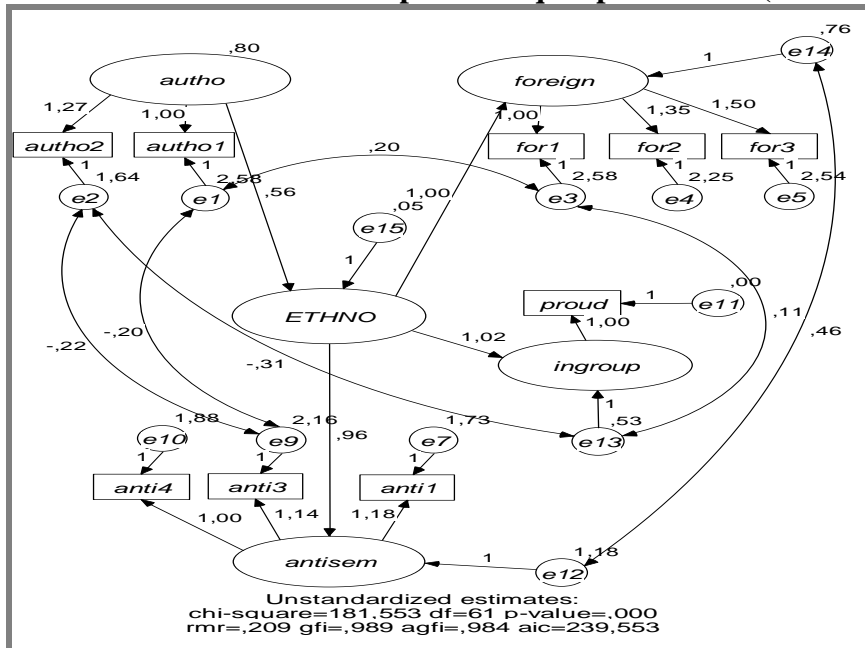 ,80
autho
,76
e14
1
foreign
1,27
1,00
1,00
1,35
1,50
autho2
autho1
for1
for2
for3
1
1
1
1
1
1,64
2,58
2,58
2,25
2,54
e2
e1
e3
e4
e5
,20
,56
1,00
,05
e15
1
ETHNO
proud
1
,00
e11
1,00
1,02
ingroup
,11
,46
-,22
-,20
-,31
1
,53
e13
1,88
2,16
1,73
e10
e9
e7
,96
1
1
1
anti4
anti3
anti1
1,00
1,14
1,18
antisem
1
1,18
e12
Unstandardized estimates:
chi-square=181,553 df=61 p-value=,000
rmr=,209 gfi=,989 agfi=,984 aic=239,553